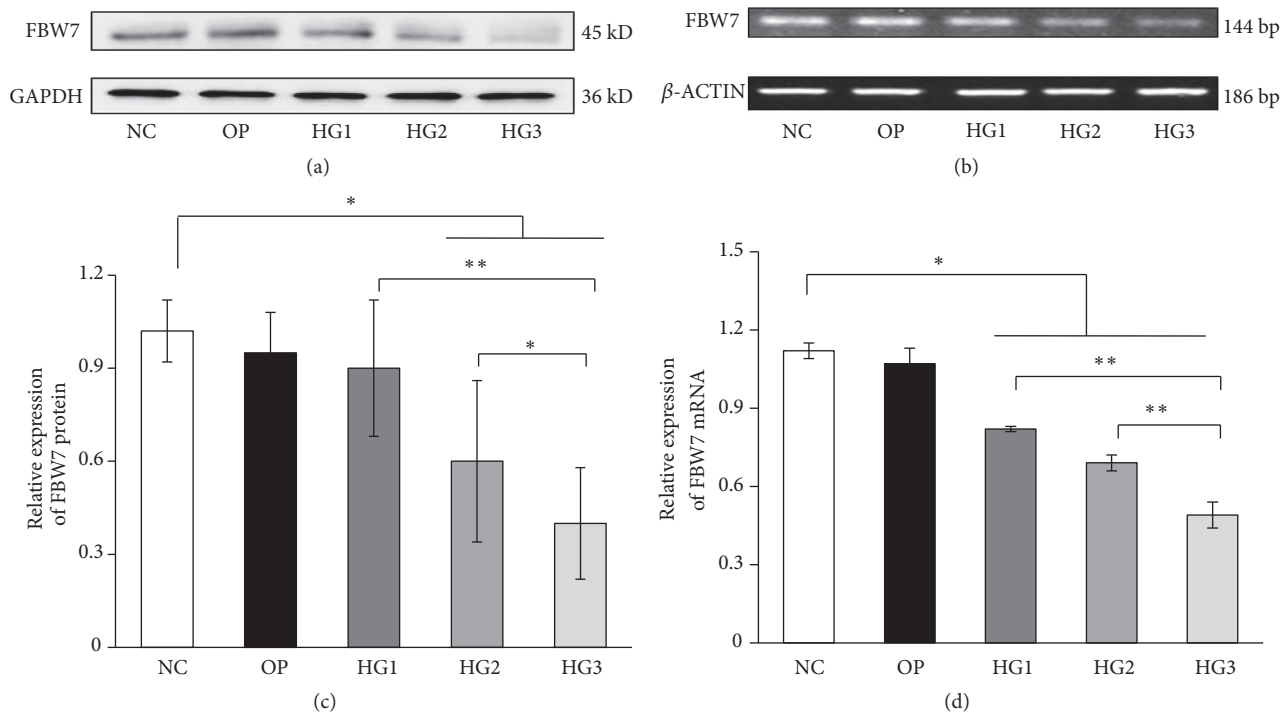 FBW7
45 kD
GAPDH
36 kD
NC OP HG1 HG2 HG3
(a)
FBW7
144 bp
β-ACTIN
186 bp
NC OP HG1 HG2 HG3
(b)
*
**
*
1.2
0.9
0.6
0.3
0
Relative expression
of FBW7 protein
NC OP HG1 HG2 HG3
(c)
*
**
**
1.5
1.2
0.9
0.6
0.3
0
Relative expression
of FBW7 mRNA
NC OP HG1 HG2 HG3
(d)